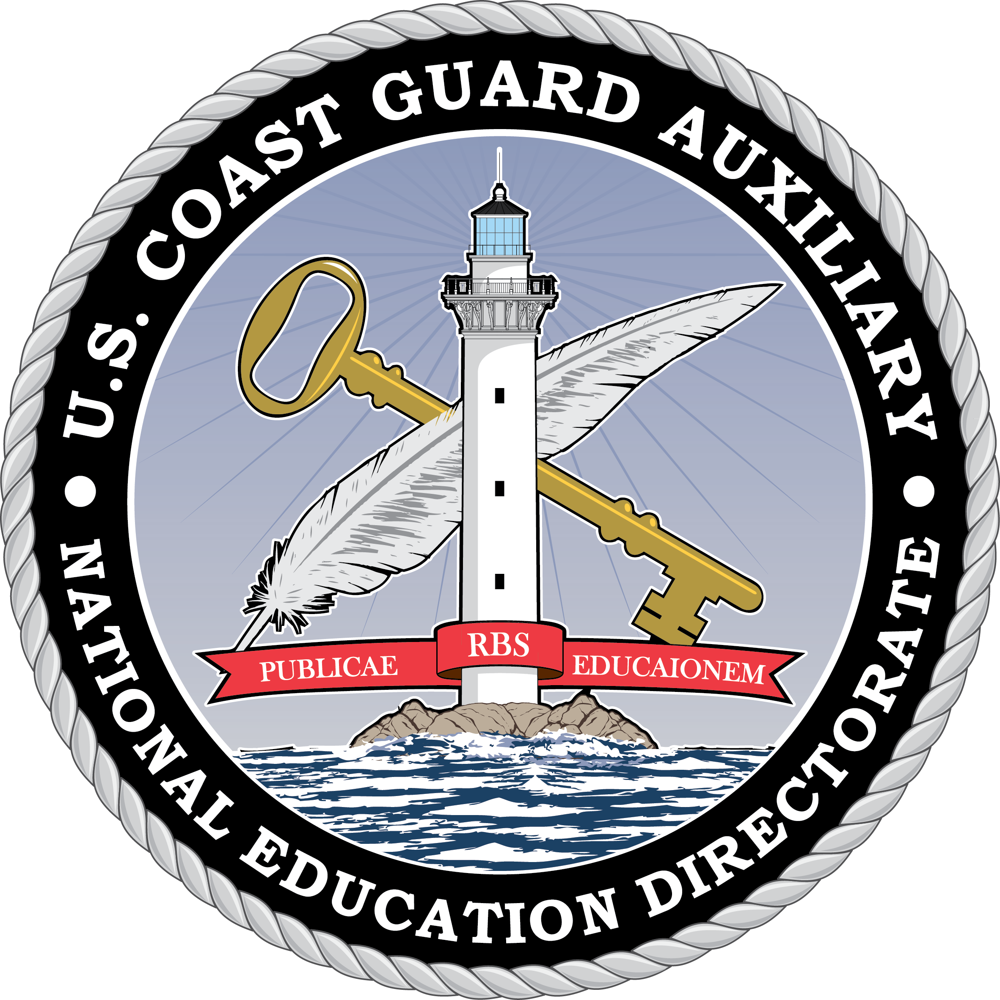 U.S. COAST GUARD AUXILIARY
RBS
PUBLICAE EDUCAIONEM
NATIONAL EDUCATION DIRECTORATE